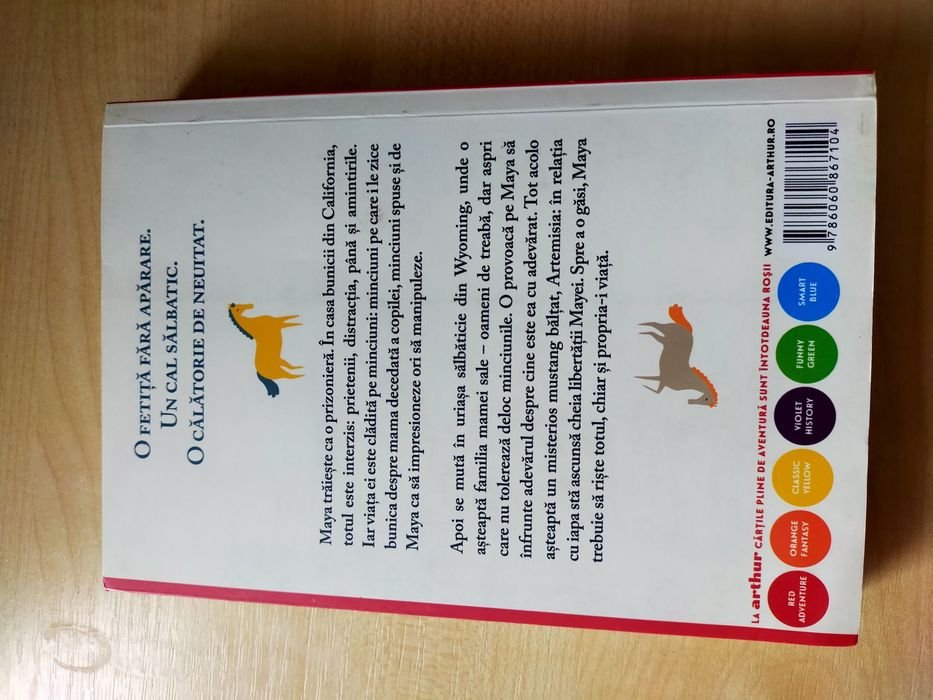 O FETIȚĂ FĂRĂ APĂRARE.
UN CAL SĂLBATIC.
O CĂLĂTORIE DE NEUITAT.
Maya trăiește ca o prizonieră. În casa bunicii din California,
totul este interzis: prietenii, distracția, până și amintirile.
Iar viața ei este clădită pe minciuni: minciuni pe care i le zice
bunica despre mama decedată a copilei, minciuni spuse și de
Maya ca să impresioneze ori să manipuleze.
Apoi se mută în uriașa sălbăticie din Wyoming, unde o
așteaptă familia mamei sale – oameni de treabă, dar aspri
care nu tolerează deloc minciunile. O provoacă pe Maya să
înfrunte adevărul despre cine este ea cu adevărat. Tot acolo
așteaptă un misterios mustang bălțat, Artemisia: în relația
cu iapa stă ascunsă cheia libertății Mayei. Spre a o găsi, Maya
trebuie să riște totul, chiar și propria-i viață.
LA arthur CĂRȚILE PLINE DE AVENTURĂ SUNT ÎNTOTDEAUNA ROȘII WWW.EDITURA-ARTHUR.RO
RED
ADVENTURE
ORANGE
FANTASY
CLASSIC
YELLOW
VIOLET
HISTORY
FUNNY
GREEN
SMART
BLUE
9 786060 867104